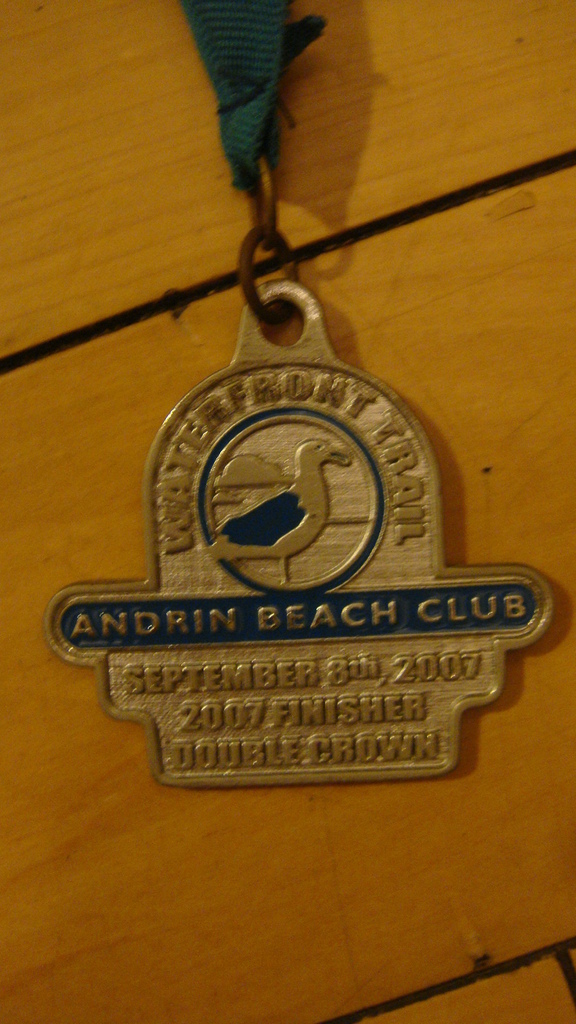 WATERFRONT TRAIL
ANDRIN BEACH CLUB
SEPTEMBER 8th, 2007
2007 FINISHER
DOUBLE CROWN